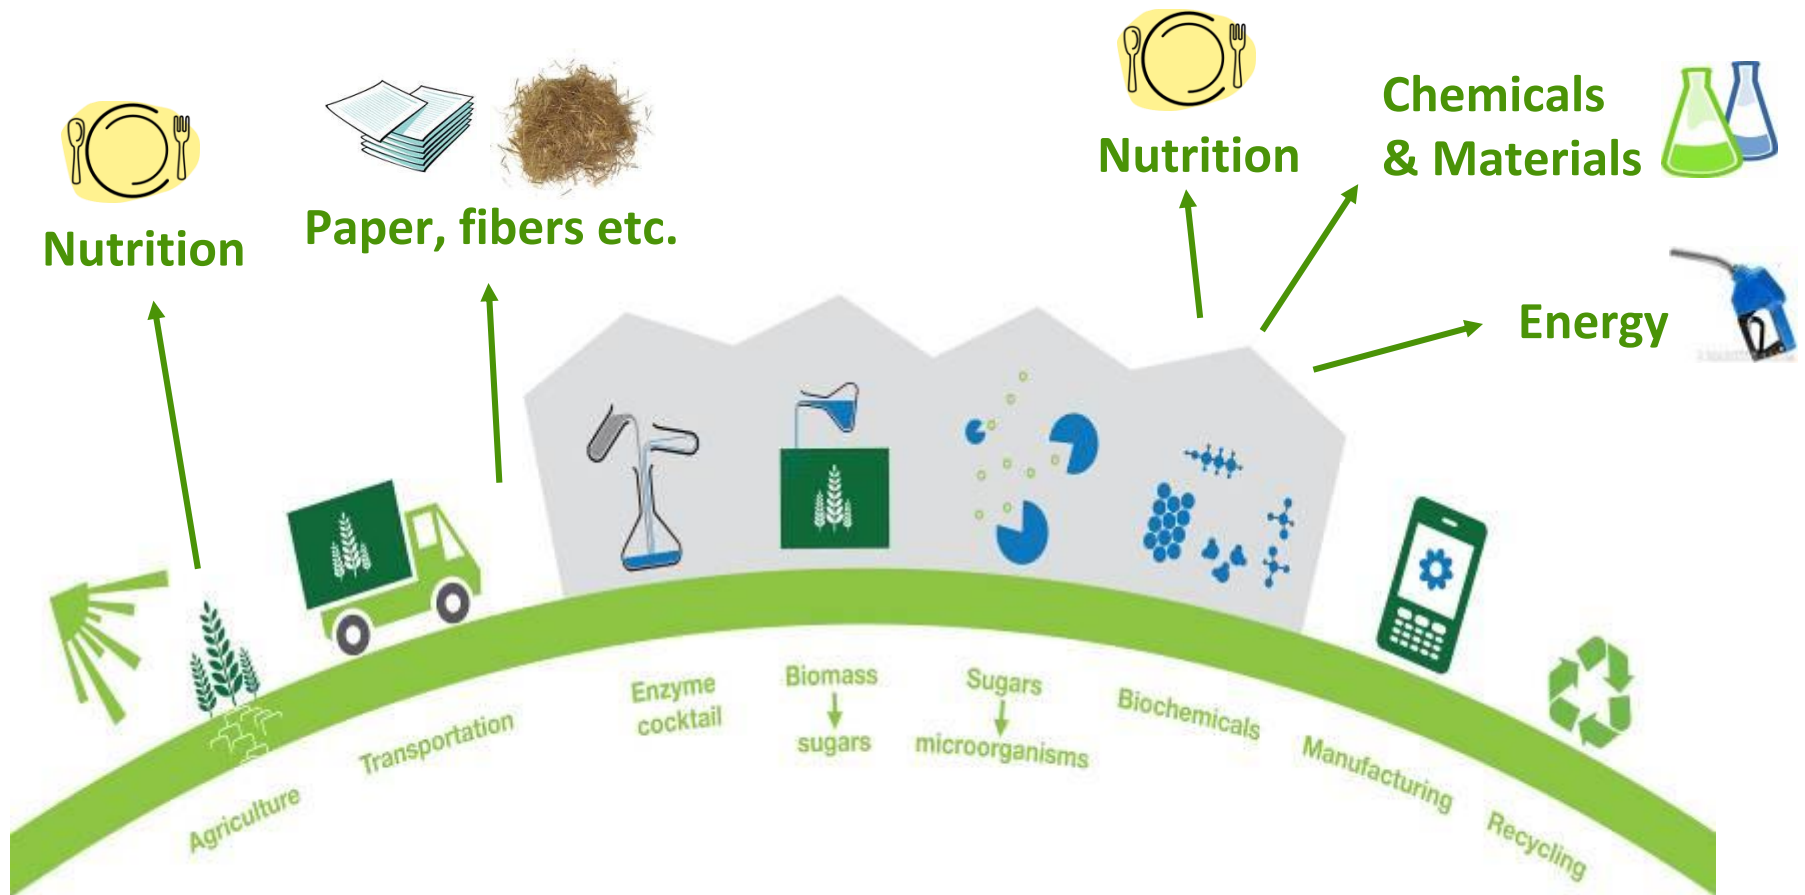 Nutrition
Paper, fibers etc.
Nutrition
Chemicals
& Materials
Energy
Agriculture
Transportation
Enzyme
cocktail
Biomass
sugars
Sugars
microorganisms
Biochemicals
Manufacturing
Recycling